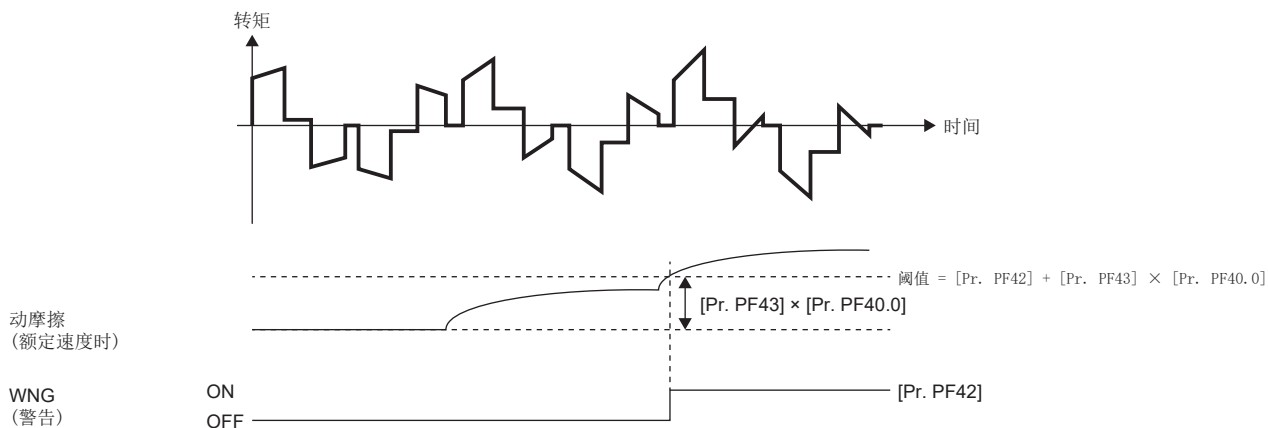 转矩
时间
阈值 = [Pr. PF42] + [Pr. PF43] × [Pr. PF40.0]
[Pr. PF43] × [Pr. PF40.0]
动摩擦
(额定速度时)
WNG
(警告)
ON
OFF
[Pr. PF42]